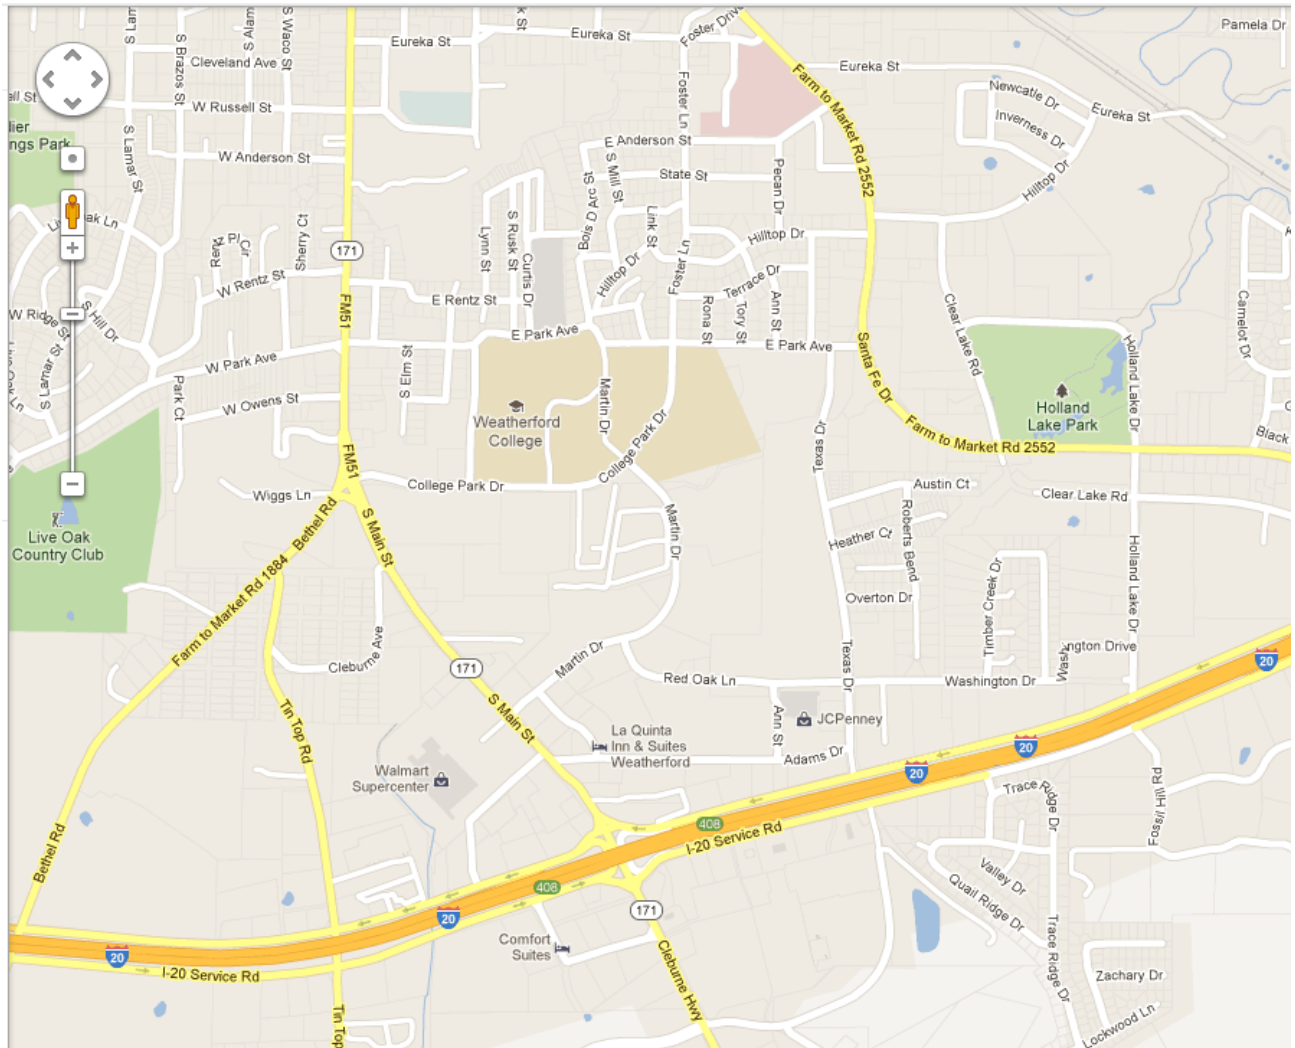 S Lam
S Brazos St
S Alam
S Waco St
k St
Eureka St
Eureka St
Foster Drive
Pamela Dr
Cleveland Ave
Eureka St
Farm to Market Rd 2552
Newcatle Dr
ell St
W Russell St
Foster Ln
Inverness Dr
Eureka St
lier
ngs Park
S Lamar St
W Anderson St
E Anderson St
S Mill St
State St
Pecan Dr
Hilltop Dr
Bois D Arc St
Link St
Hilltop Dr
Pl Cir
Sherry Ct
171
Lynn St
S Rusk St
Curtis Dr
Hilltop Dr
Foster Ln
Terrace Dr
W Rentz St
E Rentz St
FM51
Rona St
Tory St
Ann St
Clear Lake Rd
Camelot Dr
W Ridge St
S Hill Dr
E Park Ave
E Park Ave
Santa Fe Dr
Holland Lake Dr
S Lamar St
W Park Ave
S Elm St
Park Ct
W Owens St
Martin Dr
Weatherford
College
College Park Dr
Texas Dr
Farm to Market Rd 2552
Holland
Lake Park
Black
FM51
Wiggs Ln
College Park Dr
Austin Ct
Clear Lake Rd
Live Oak
Country Club
Bethel Rd
S Main St
Martin Dr
Heather Ct
Roberts Bend
Holland Lake Dr
Farm to Market Rd 1884
Overton Dr
Timber Creek Dr
Cleburne Ave
Martin Dr
Texas Dr
Wash
ngton Drive
171
Red Oak Ln
Washington Dr
20
S Main St
Tin Top Rd
Ann St
JCPenney
La Quinta
Inn & Suites
Weatherford
Adams Dr
20
20
Walmart
Supercenter
Trace Ridge Dr
Fossil Hill Rd
408
I-20 Service Rd
Bethel Rd
Valley Dr
Quail Ridge Dr
408
20
171
Comfort
Suites
20
I-20 Service Rd
Cleburne Hwy
Trace Ridge Dr
Zachary Dr
Tin Top
Lockwood Ln